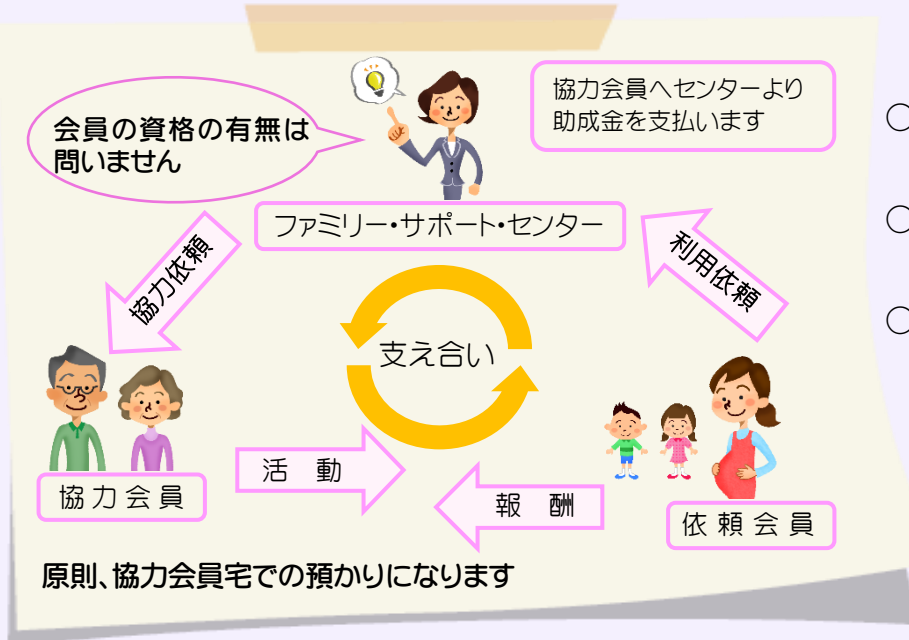 会員の資格の有無は
問いません
協力会員へセンターより
助成金を支払います
ファミリー・サポート・センター
協力依頼
利用依頼
支え合い
活　動
報　酬
協力会員
依頼会員
原則、協力会員宅での預かりになります
○
○
○